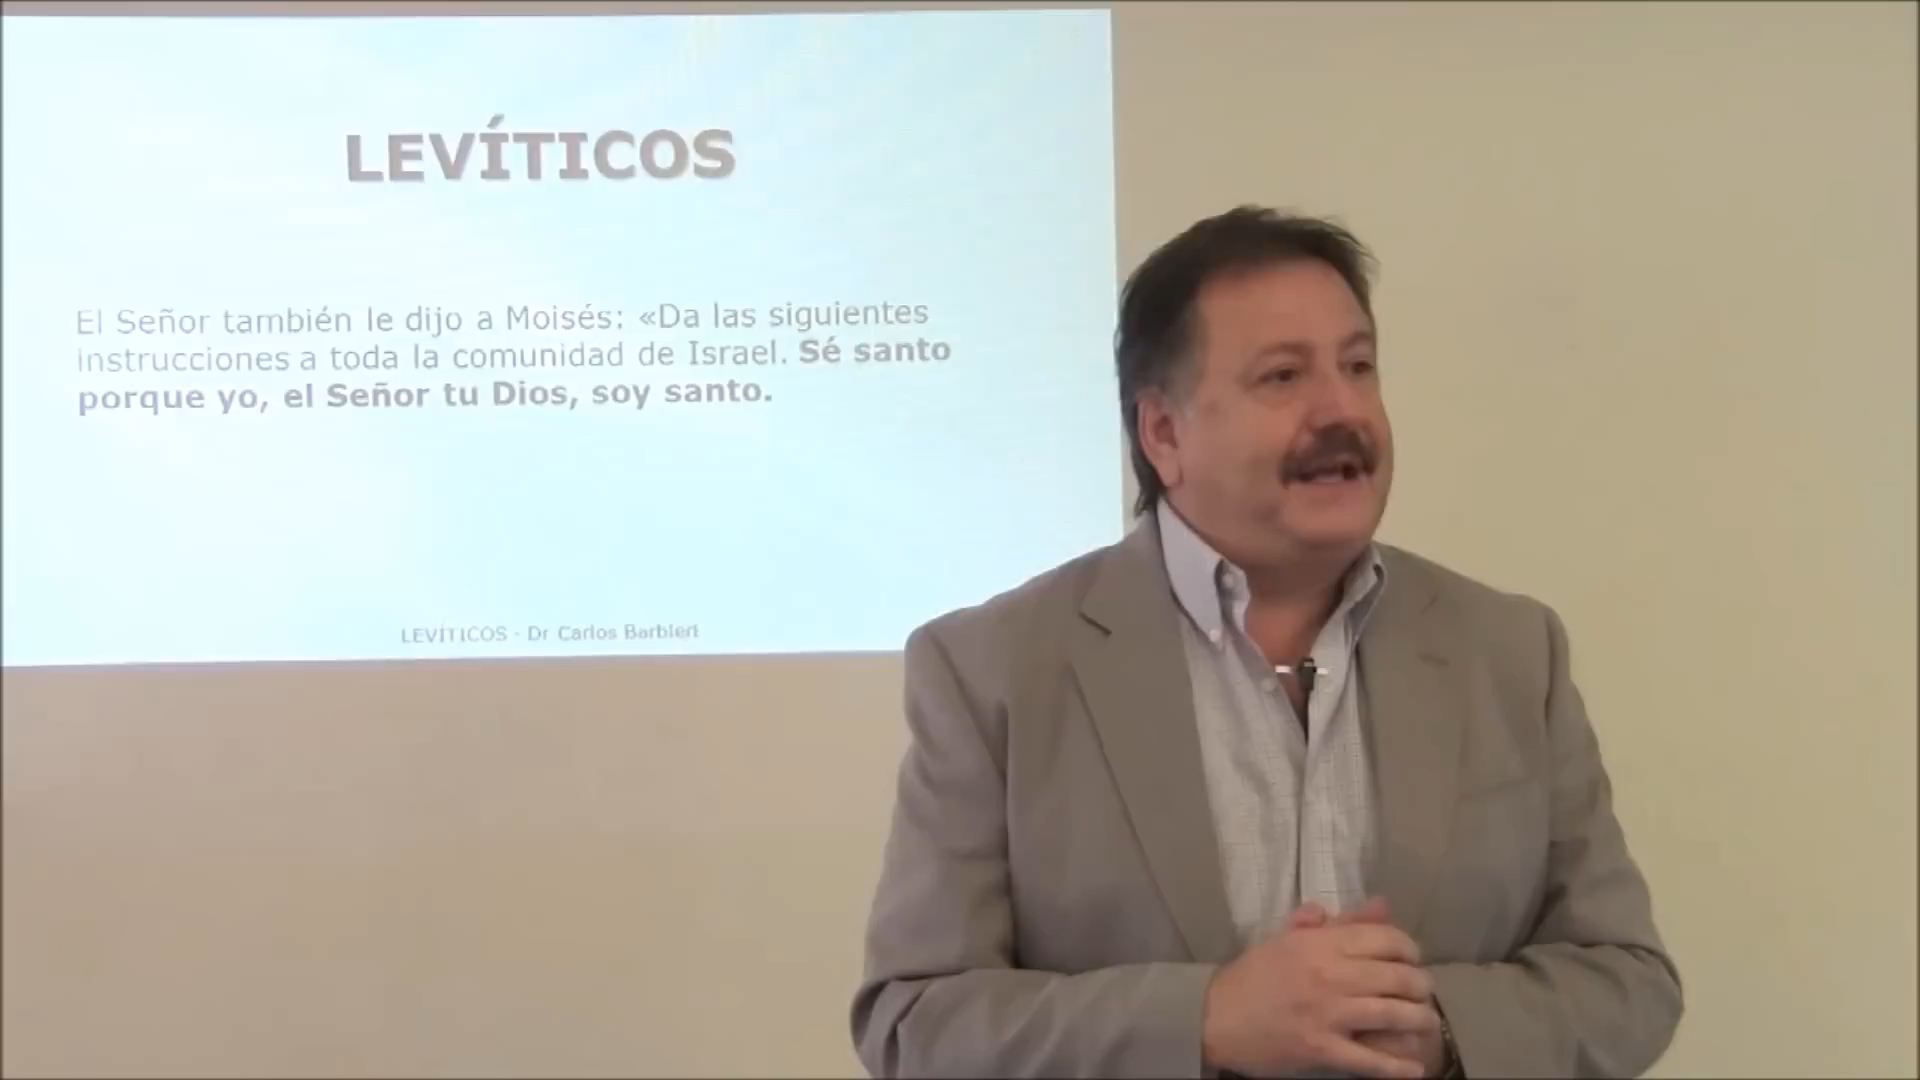 LEVÍTICOS
El Señor también le dijo a Moisés: «Da las siguientes
instrucciones a toda la comunidad de Israel. Sé santo
porque yo, el Señor tu Dios, soy santo.
LEVÍTICOS - Dr Carlos Barbieri